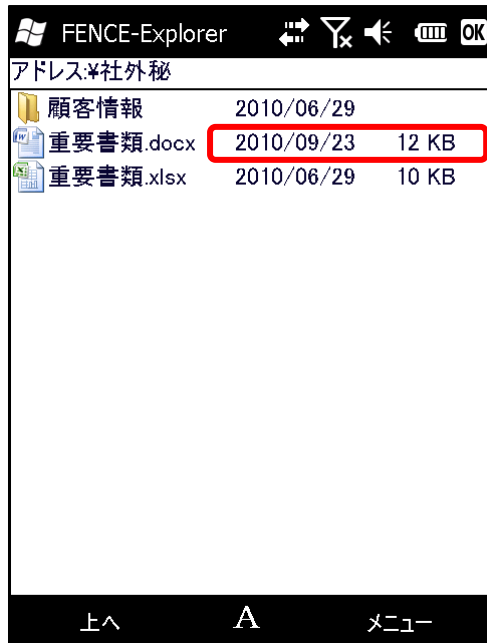 FENCE-Explorer OK
アドレス:¥社外秘
顧客情報 2010/06/29
重要書類.docx 2010/09/23 12 KB
重要書類.xlsx 2010/06/29 10 KB
上へ A メニュー